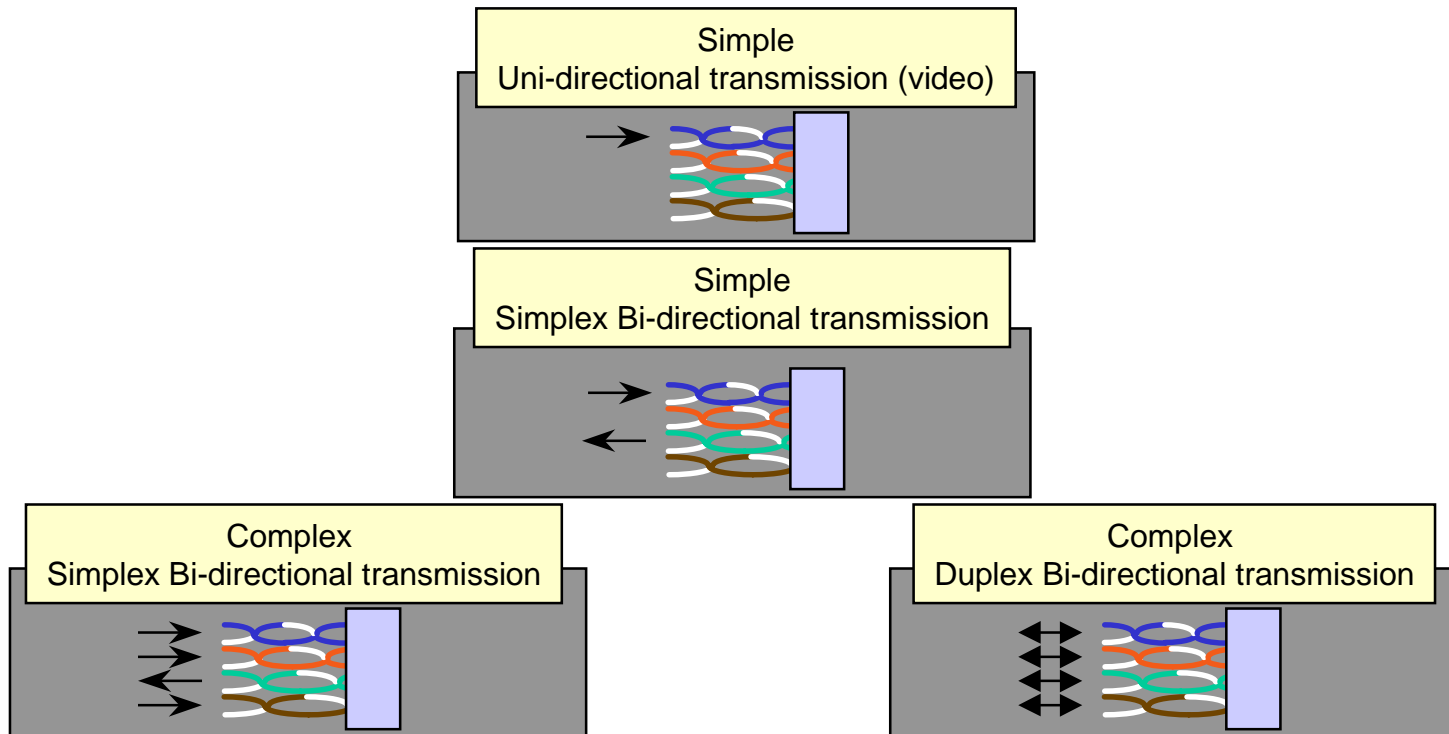 Simple
Uni-directional transmission (video)
Simple
Simplex Bi-directional transmission
Complex
Simplex Bi-directional transmission
Complex
Duplex Bi-directional transmission